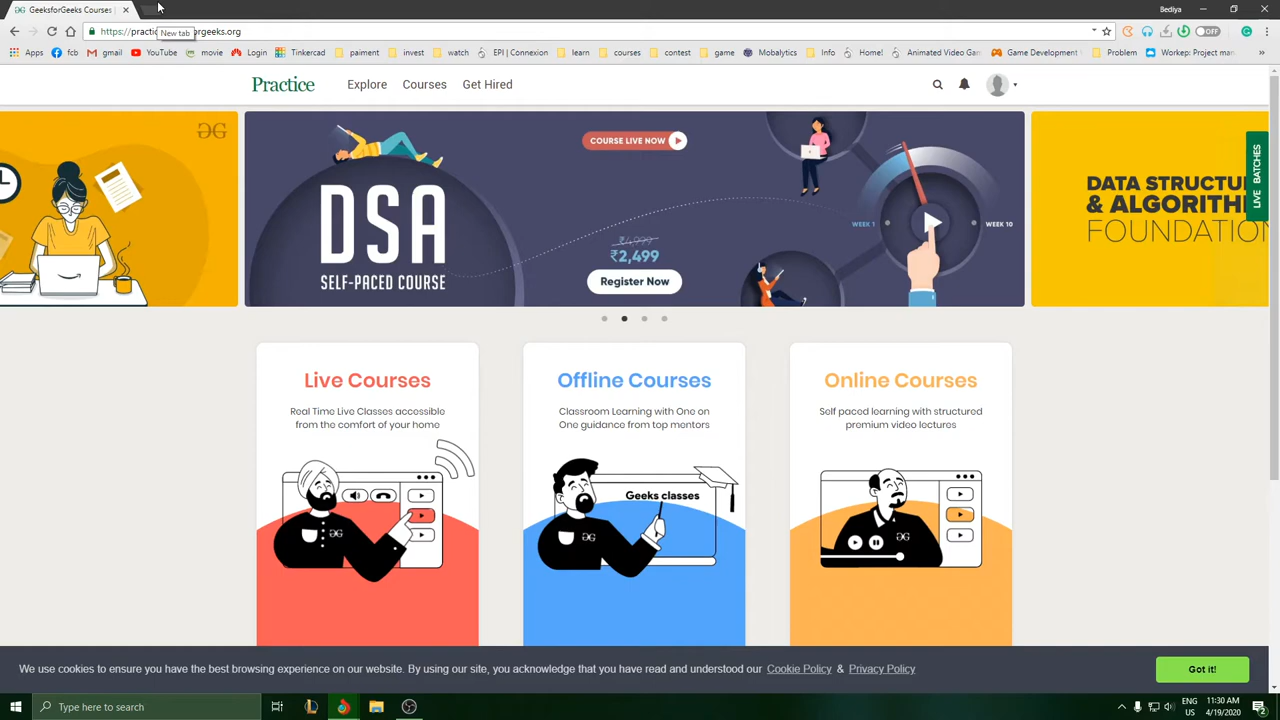 GeeksforGeeks Courses
Bediya
New tab
orgeeks.org
https://practic
OFF
Apps fb gmail YouTube Login Tinkercad paiment invest watch EPI | Connexion learn courses contest game Mobalytics Info Home! Animated Video Gam Game Development Problem Workep: Project man
Practice Explore Courses Get Hired
COURSE LIVE NOW
DSA
SELF-PACED COURSE
₹4,999
₹2,499
Register Now
WEEK 1
WEEK 10
DATA STRUCTU
& ALGORITH
FOUNDATION
LIVE BATCHES
Live Courses
Real Time Live Classes accessible
from the comfort of your home
Offline Courses
Classroom Learning with One on
One guidance from top mentors
Geeks classes
Online Courses
Self paced learning with structured
premium video lectures
We use cookies to ensure you have the best browsing experience on our website. By using our site, you acknowledge that you have read and understood our Cookie Policy & Privacy Policy
Got it!
Type here to search
ENG
US
11:30 AM
4/19/2020
2